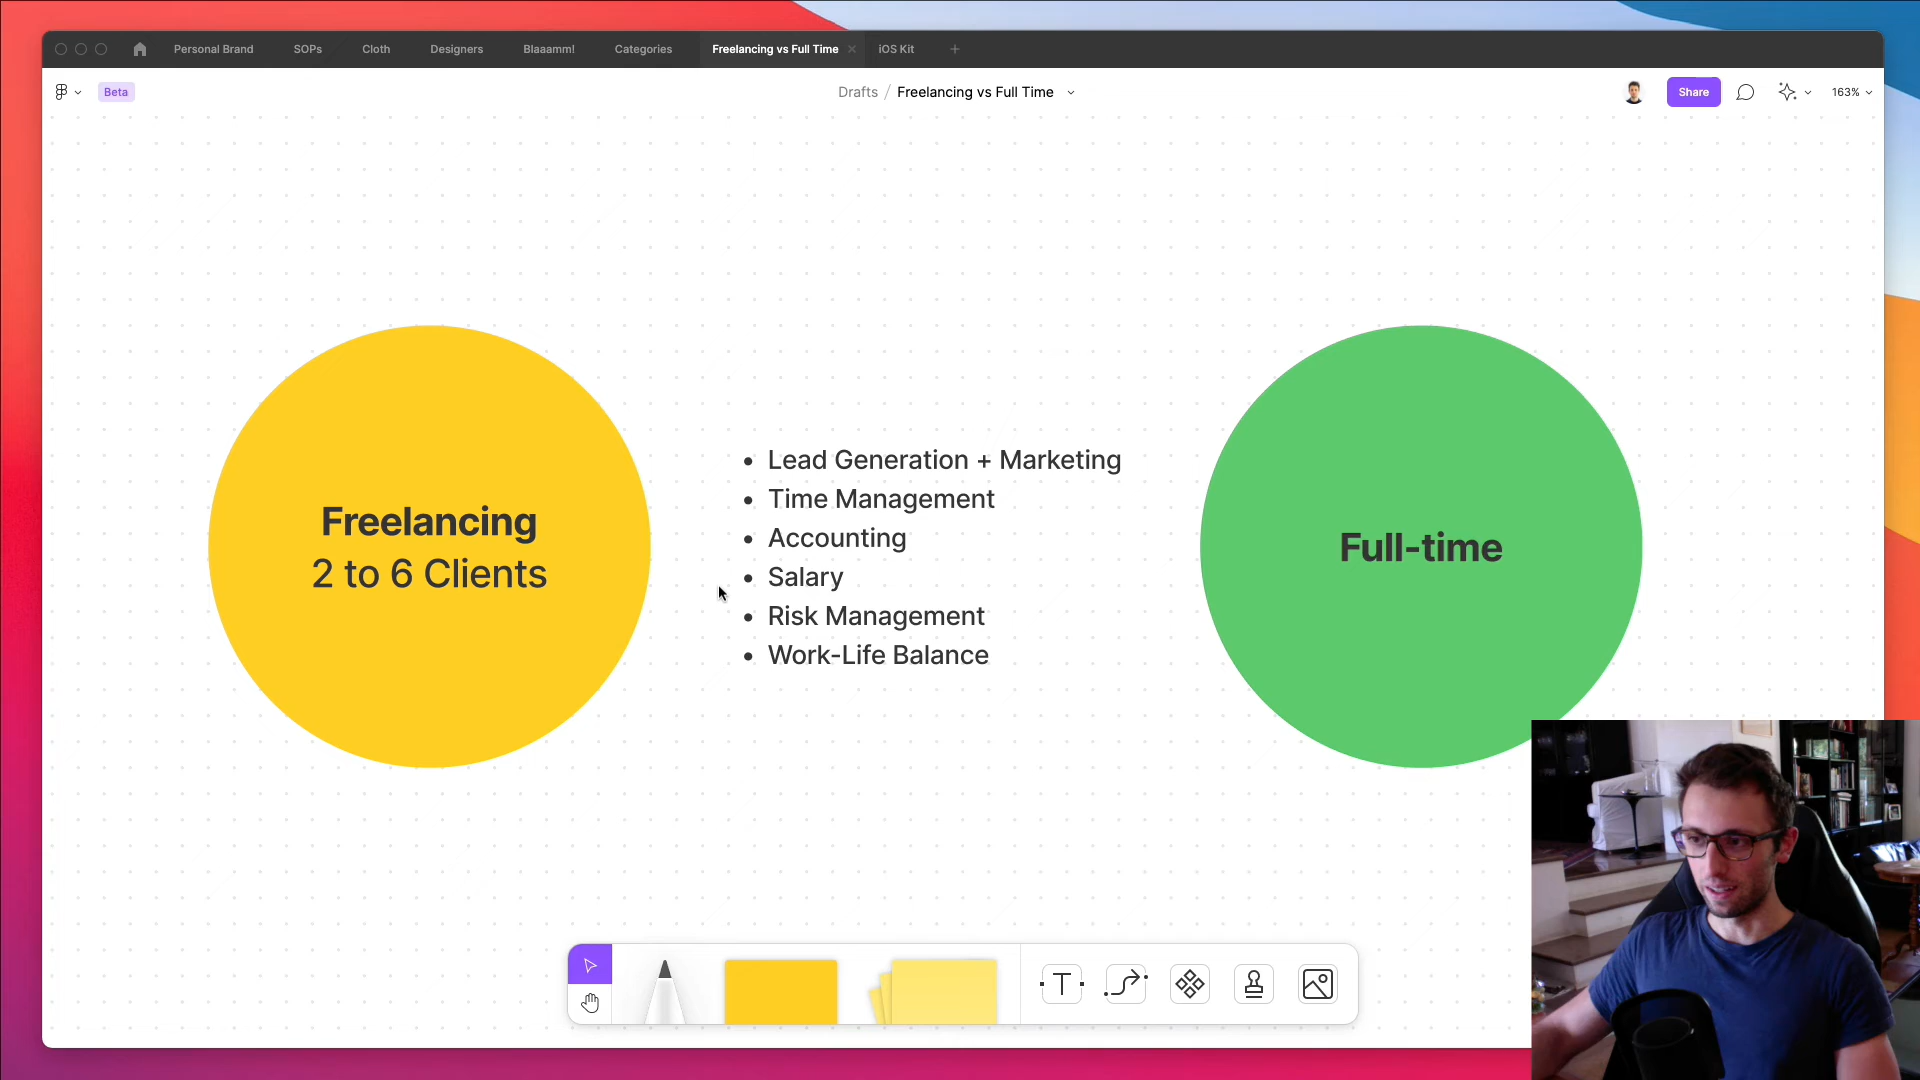 Personal Brand
SOPs
Cloth
Designers
Blaaamm!
Categories
Freelancing vs Full Time
iOS Kit
Beta
Drafts / Freelancing vs Full Time
Share
163%
Freelancing
2 to 6 Clients
• Lead Generation + Marketing
• Time Management
• Accounting
• Salary
• Risk Management
• Work-Life Balance
Full-time
T